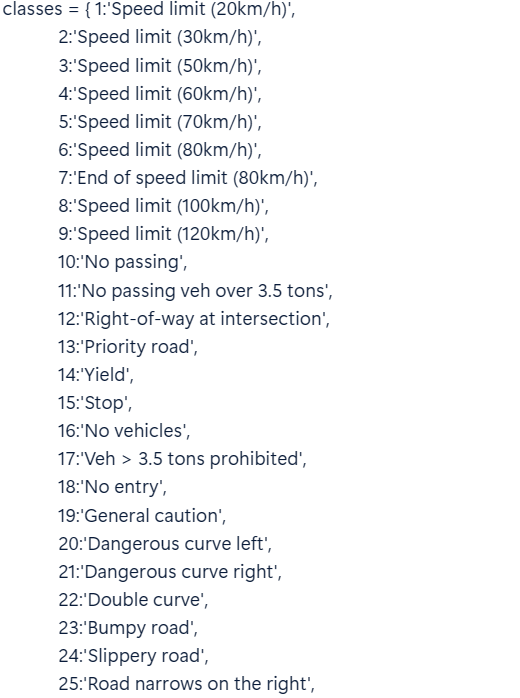 classes = { 1:'Speed limit (20km/h)',
2:'Speed limit (30km/h)',
3:'Speed limit (50km/h)',
4:'Speed limit (60km/h)',
5:'Speed limit (70km/h)',
6:'Speed limit (80km/h)',
7:'End of speed limit (80km/h)',
8:'Speed limit (100km/h)',
9:'Speed limit (120km/h)',
10:'No passing',
11:'No passing veh over 3.5 tons',
12:'Right-of-way at intersection',
13:'Priority road',
14:'Yield',
15:'Stop',
16:'No vehicles',
17:'Veh > 3.5 tons prohibited',
18:'No entry',
19:'General caution',
20:'Dangerous curve left',
21:'Dangerous curve right',
22:'Double curve',
23:'Bumpy road',
24:'Slippery road',
25:'Road narrows on the right',